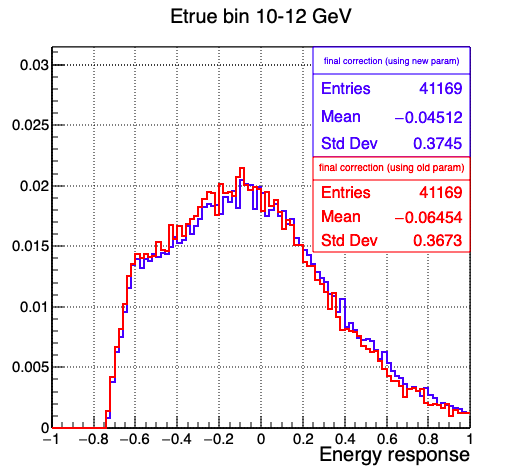 Etrue bin 10-12 GeV
final correction (using new param)
Entries 41169
Mean −0.04512
Std Dev 0.3745
final correction (using old param)
Entries 41169
Mean −0.06454
Std Dev 0.3673
0.03
0.025
0.02
0.015
0.01
0.005
0
−1 −0.8 −0.6 −0.4 −0.2 0 0.2 0.4 0.6 0.8 1
Energy response